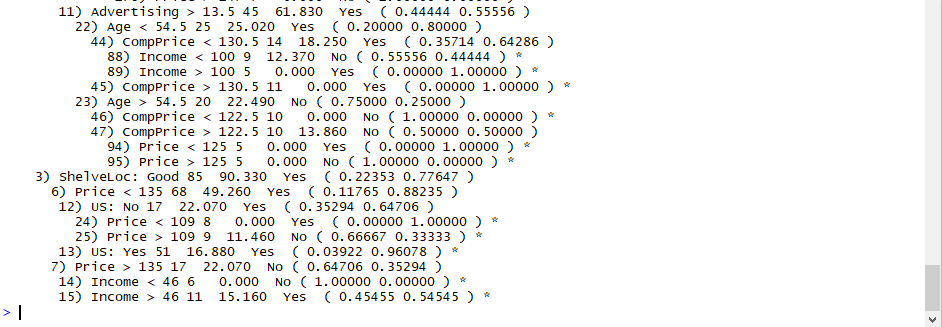 11) Advertising > 13.5 45 61.830 Yes ( 0.44444 0.55556 )
22) Age < 54.5 25 25.020 Yes ( 0.20000 0.80000 )
44) CompPrice < 130.5 14 18.250 Yes ( 0.35714 0.64286 )
88) Income < 100 9 12.370 No ( 0.55556 0.44444 ) *
89) Income > 100 5 0.000 Yes ( 0.00000 1.00000 ) *
45) CompPrice > 130.5 11 0.000 Yes ( 0.00000 1.00000 ) *
23) Age > 54.5 20 22.490 No ( 0.75000 0.25000 )
46) CompPrice < 122.5 10 0.000 No ( 1.00000 0.00000 ) *
47) CompPrice > 122.5 10 13.860 No ( 0.50000 0.50000 )
94) Price < 125 5 0.000 Yes ( 0.00000 1.00000 ) *
95) Price > 125 5 0.000 No ( 1.00000 0.00000 ) *
3) ShelveLoc: Good 85 90.330 Yes ( 0.22353 0.77647 )
6) Price < 135 68 49.260 Yes ( 0.11765 0.88235 )
12) US: No 17 22.070 Yes ( 0.35294 0.64706 )
24) Price < 109 8 0.000 Yes ( 0.00000 1.00000 ) *
25) Price > 109 9 11.460 No ( 0.66667 0.33333 ) *
13) US: Yes 51 16.880 Yes ( 0.03922 0.96078 ) *
7) Price > 135 17 22.070 No ( 0.64706 0.35294 )
14) Income < 46 6 0.000 No ( 1.00000 0.00000 ) *
15) Income > 46 11 15.160 Yes ( 0.45455 0.54545 ) *
>